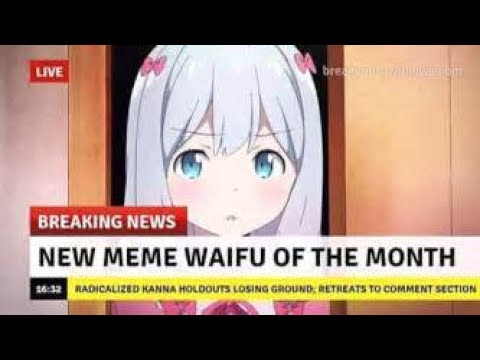 LIVE
BREAKING NEWS
NEW MEME WAIFU OF THE MONTH
16:32
RADICALIZED KANNA HOLDOUTS LOSING GROUND; RETREATS TO COMMENT SECTION